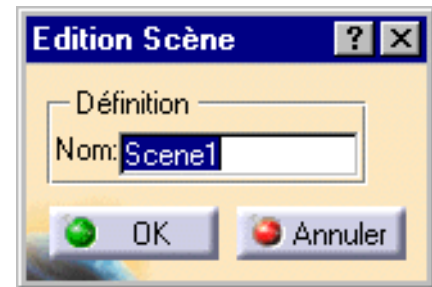 Edition Scène ? ×
Définition
Nom: Scene1
OK Annuler